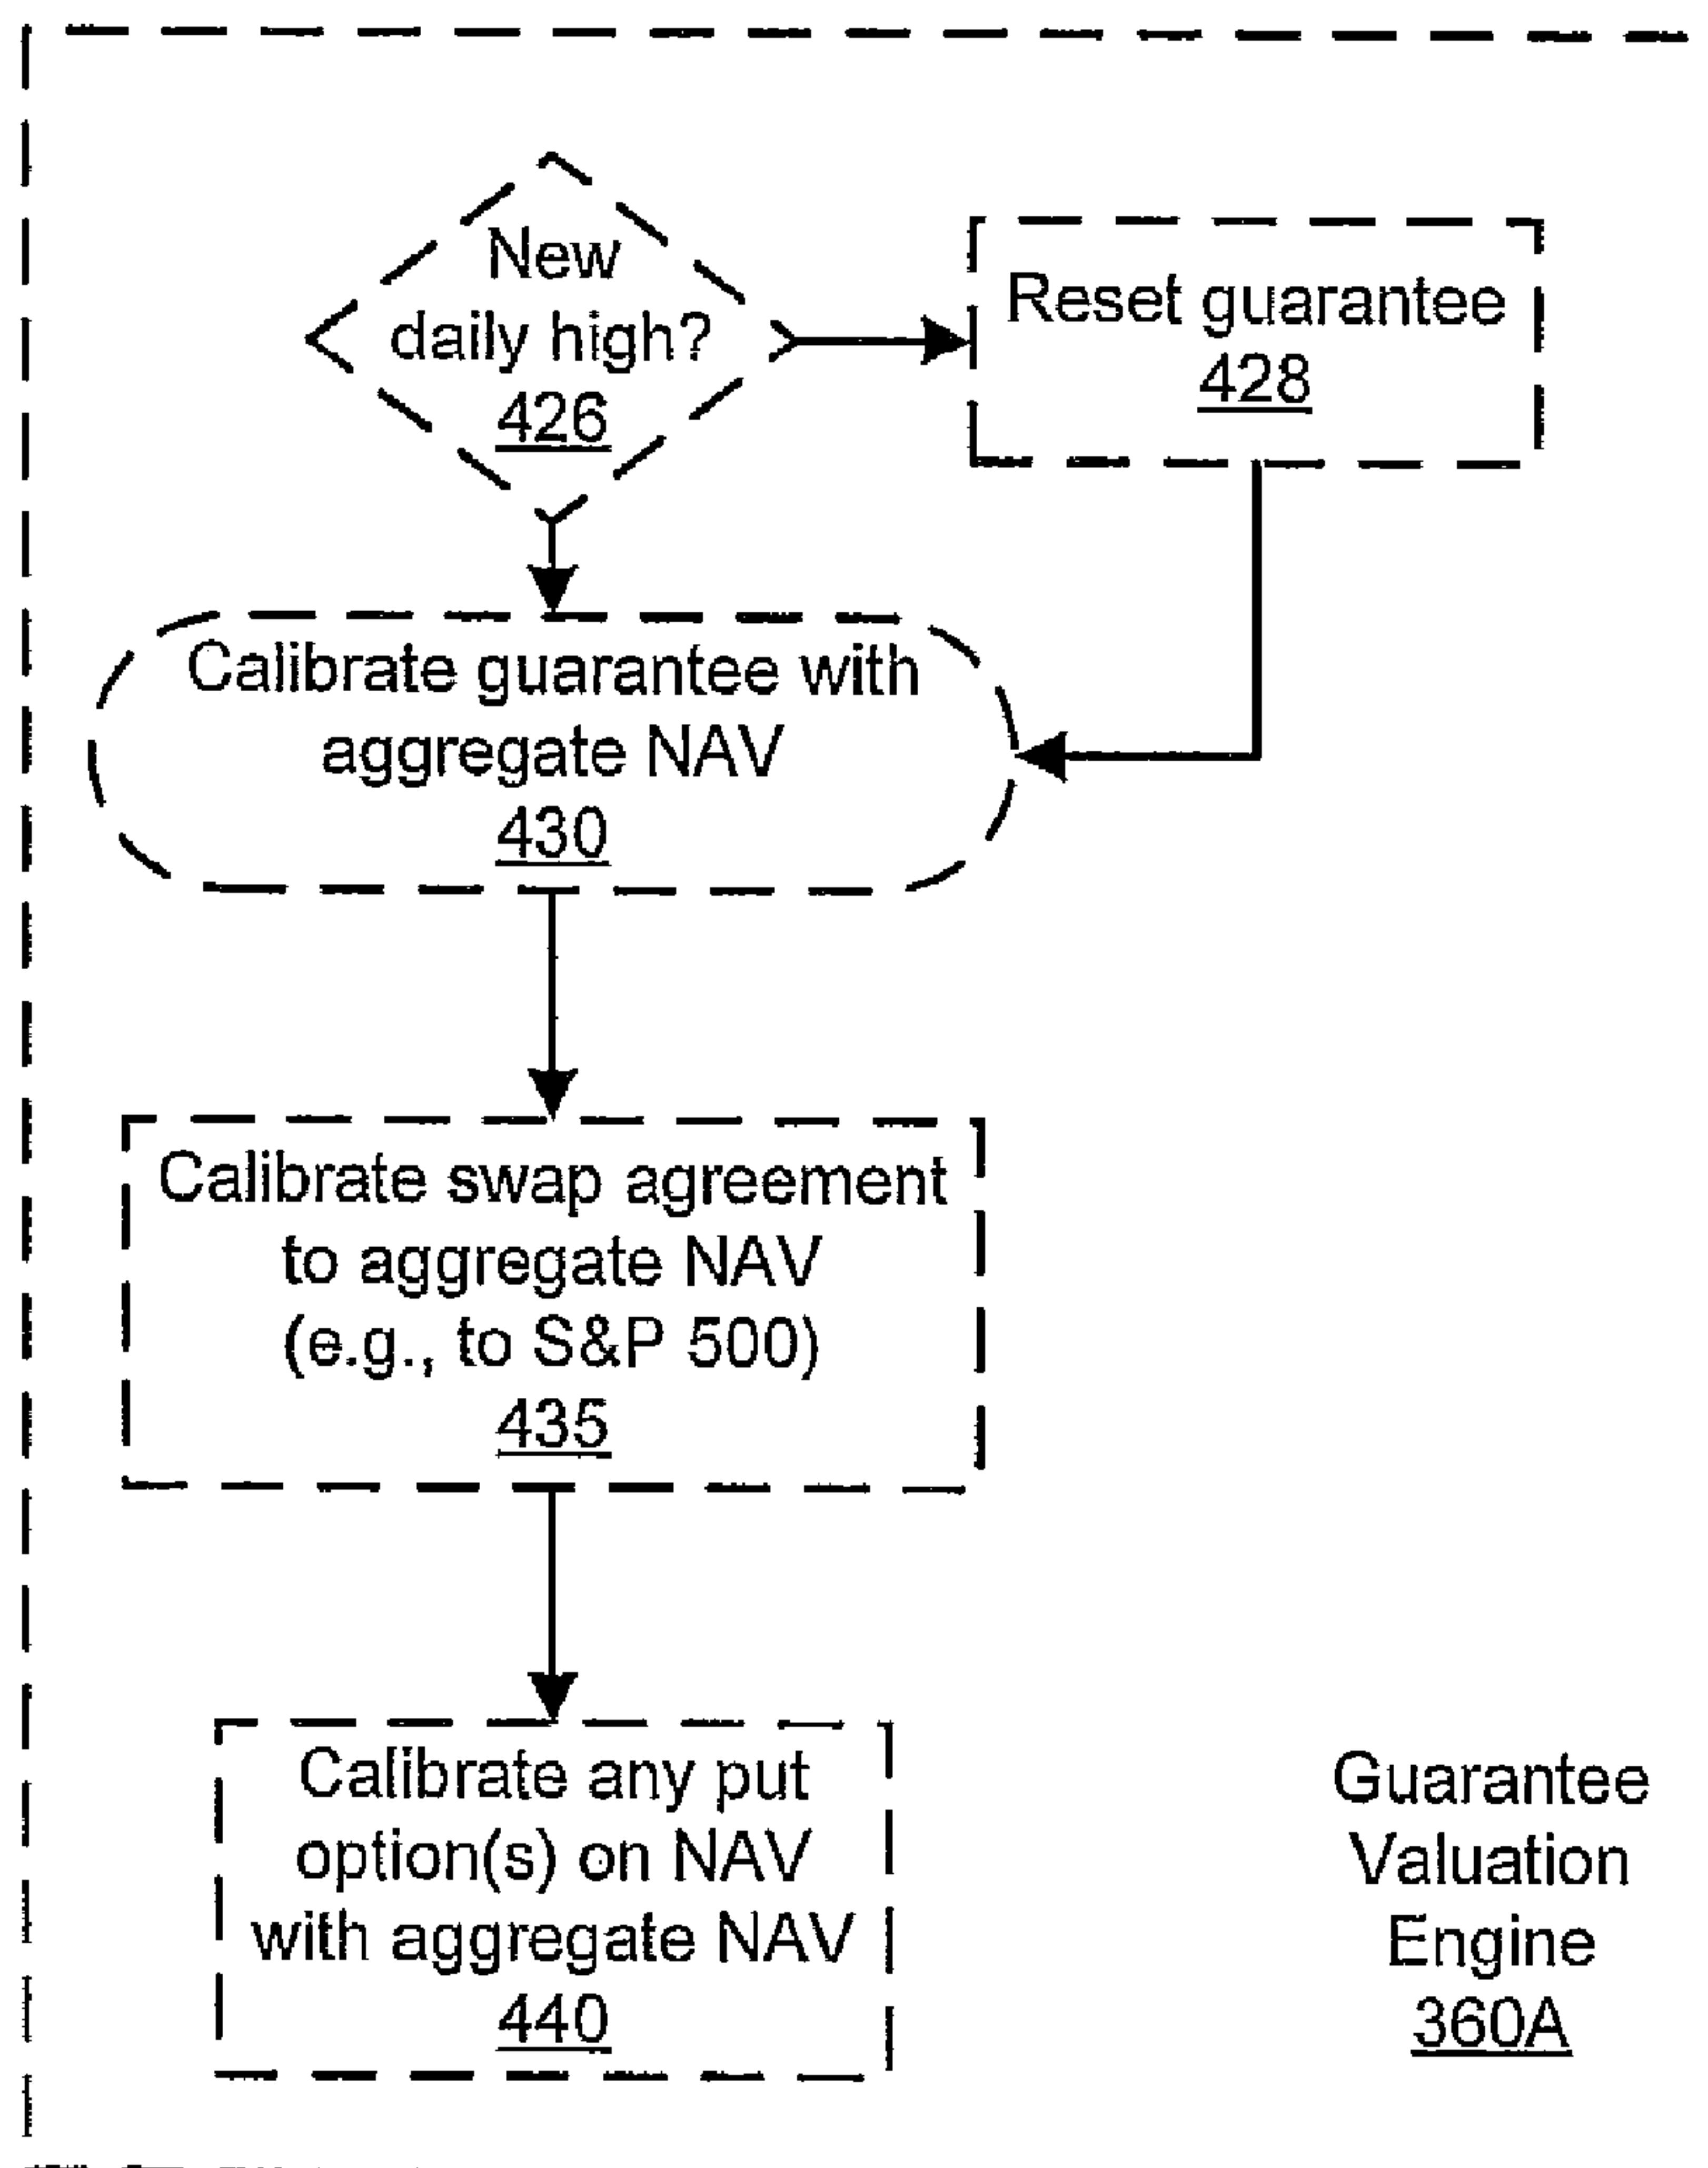 New
daily high?
426
Reset guarantee
428
Calibrate guarantee with
aggregate NAV
430
Calibrate swap agreement
to aggregate NAV
(e.g., to S&P 500)
435
Calibrate any put
option(s) on NAV
with aggregate NAV
440
Guarantee
Valuation
Engine
360A